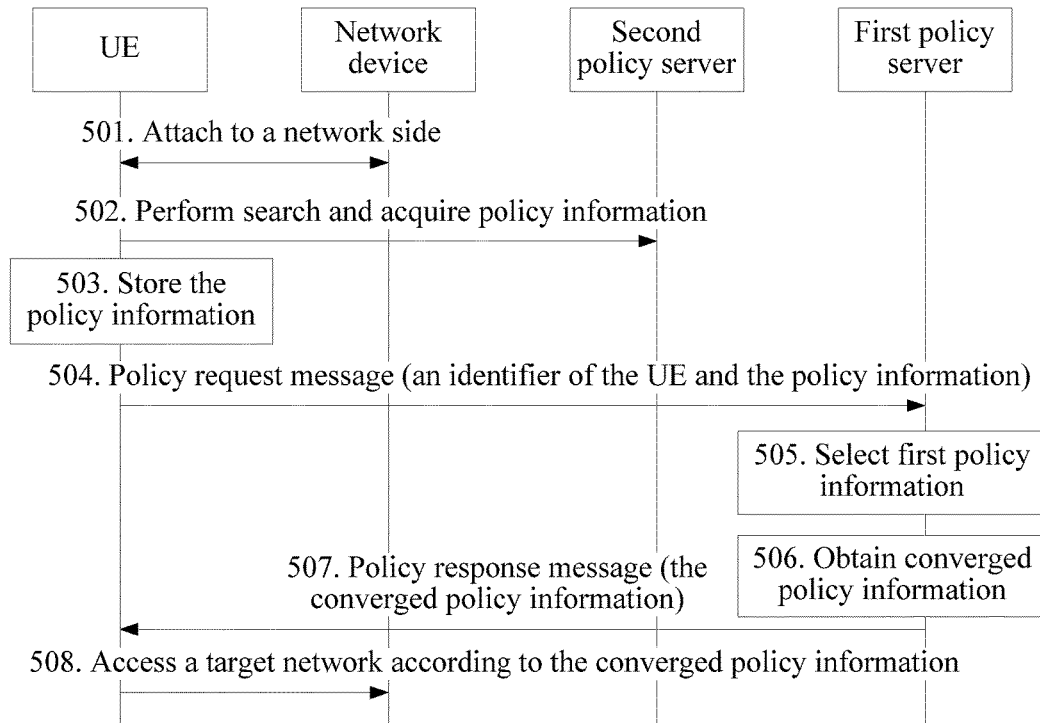 UE
Network
device
Second
policy server
First policy
server
501. Attach to a network side
502. Perform search and acquire policy information
503. Store the
policy information
504. Policy request message (an identifier of the UE and the policy information)
505. Select first policy
information
506. Obtain converged
policy information
507. Policy response message (the
converged policy information)
508. Access a target network according to the converged policy information